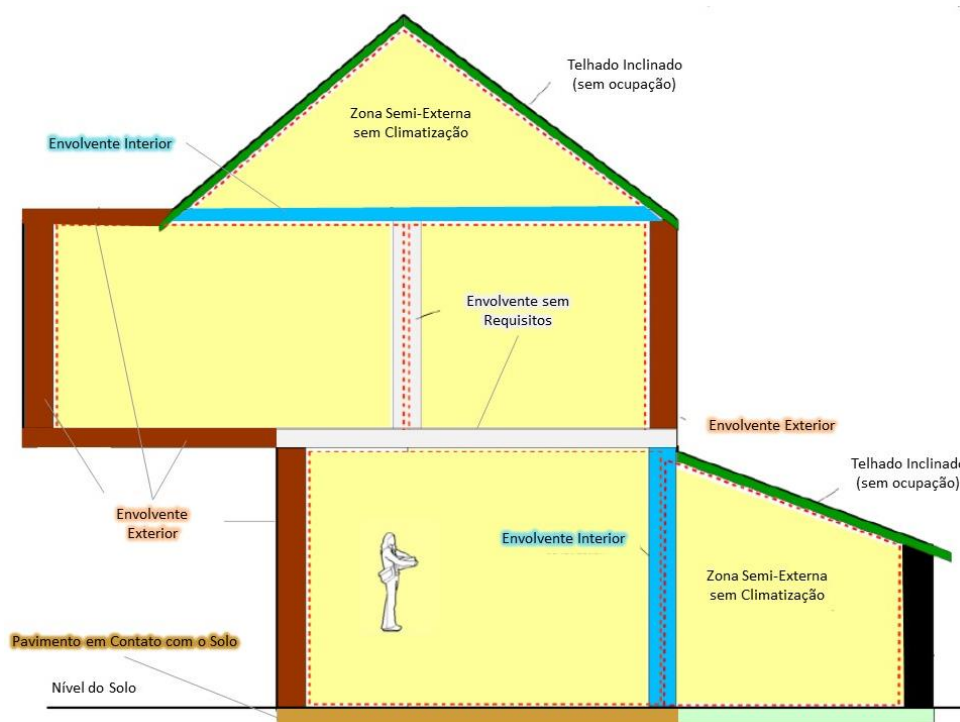 Telhado Inclinado
(sem ocupação)
Zona Semi-Externa
sem Climatização
Envolvente Interior
Envolvente sem
Requisitos
Envolvente Exterior
Telhado Inclinado
(sem ocupação)
Envolvente
Exterior
Envolvente Interior
Zona Semi-Externa
sem Climatização
Pavimento em Contato com o Solo
Nível do Solo